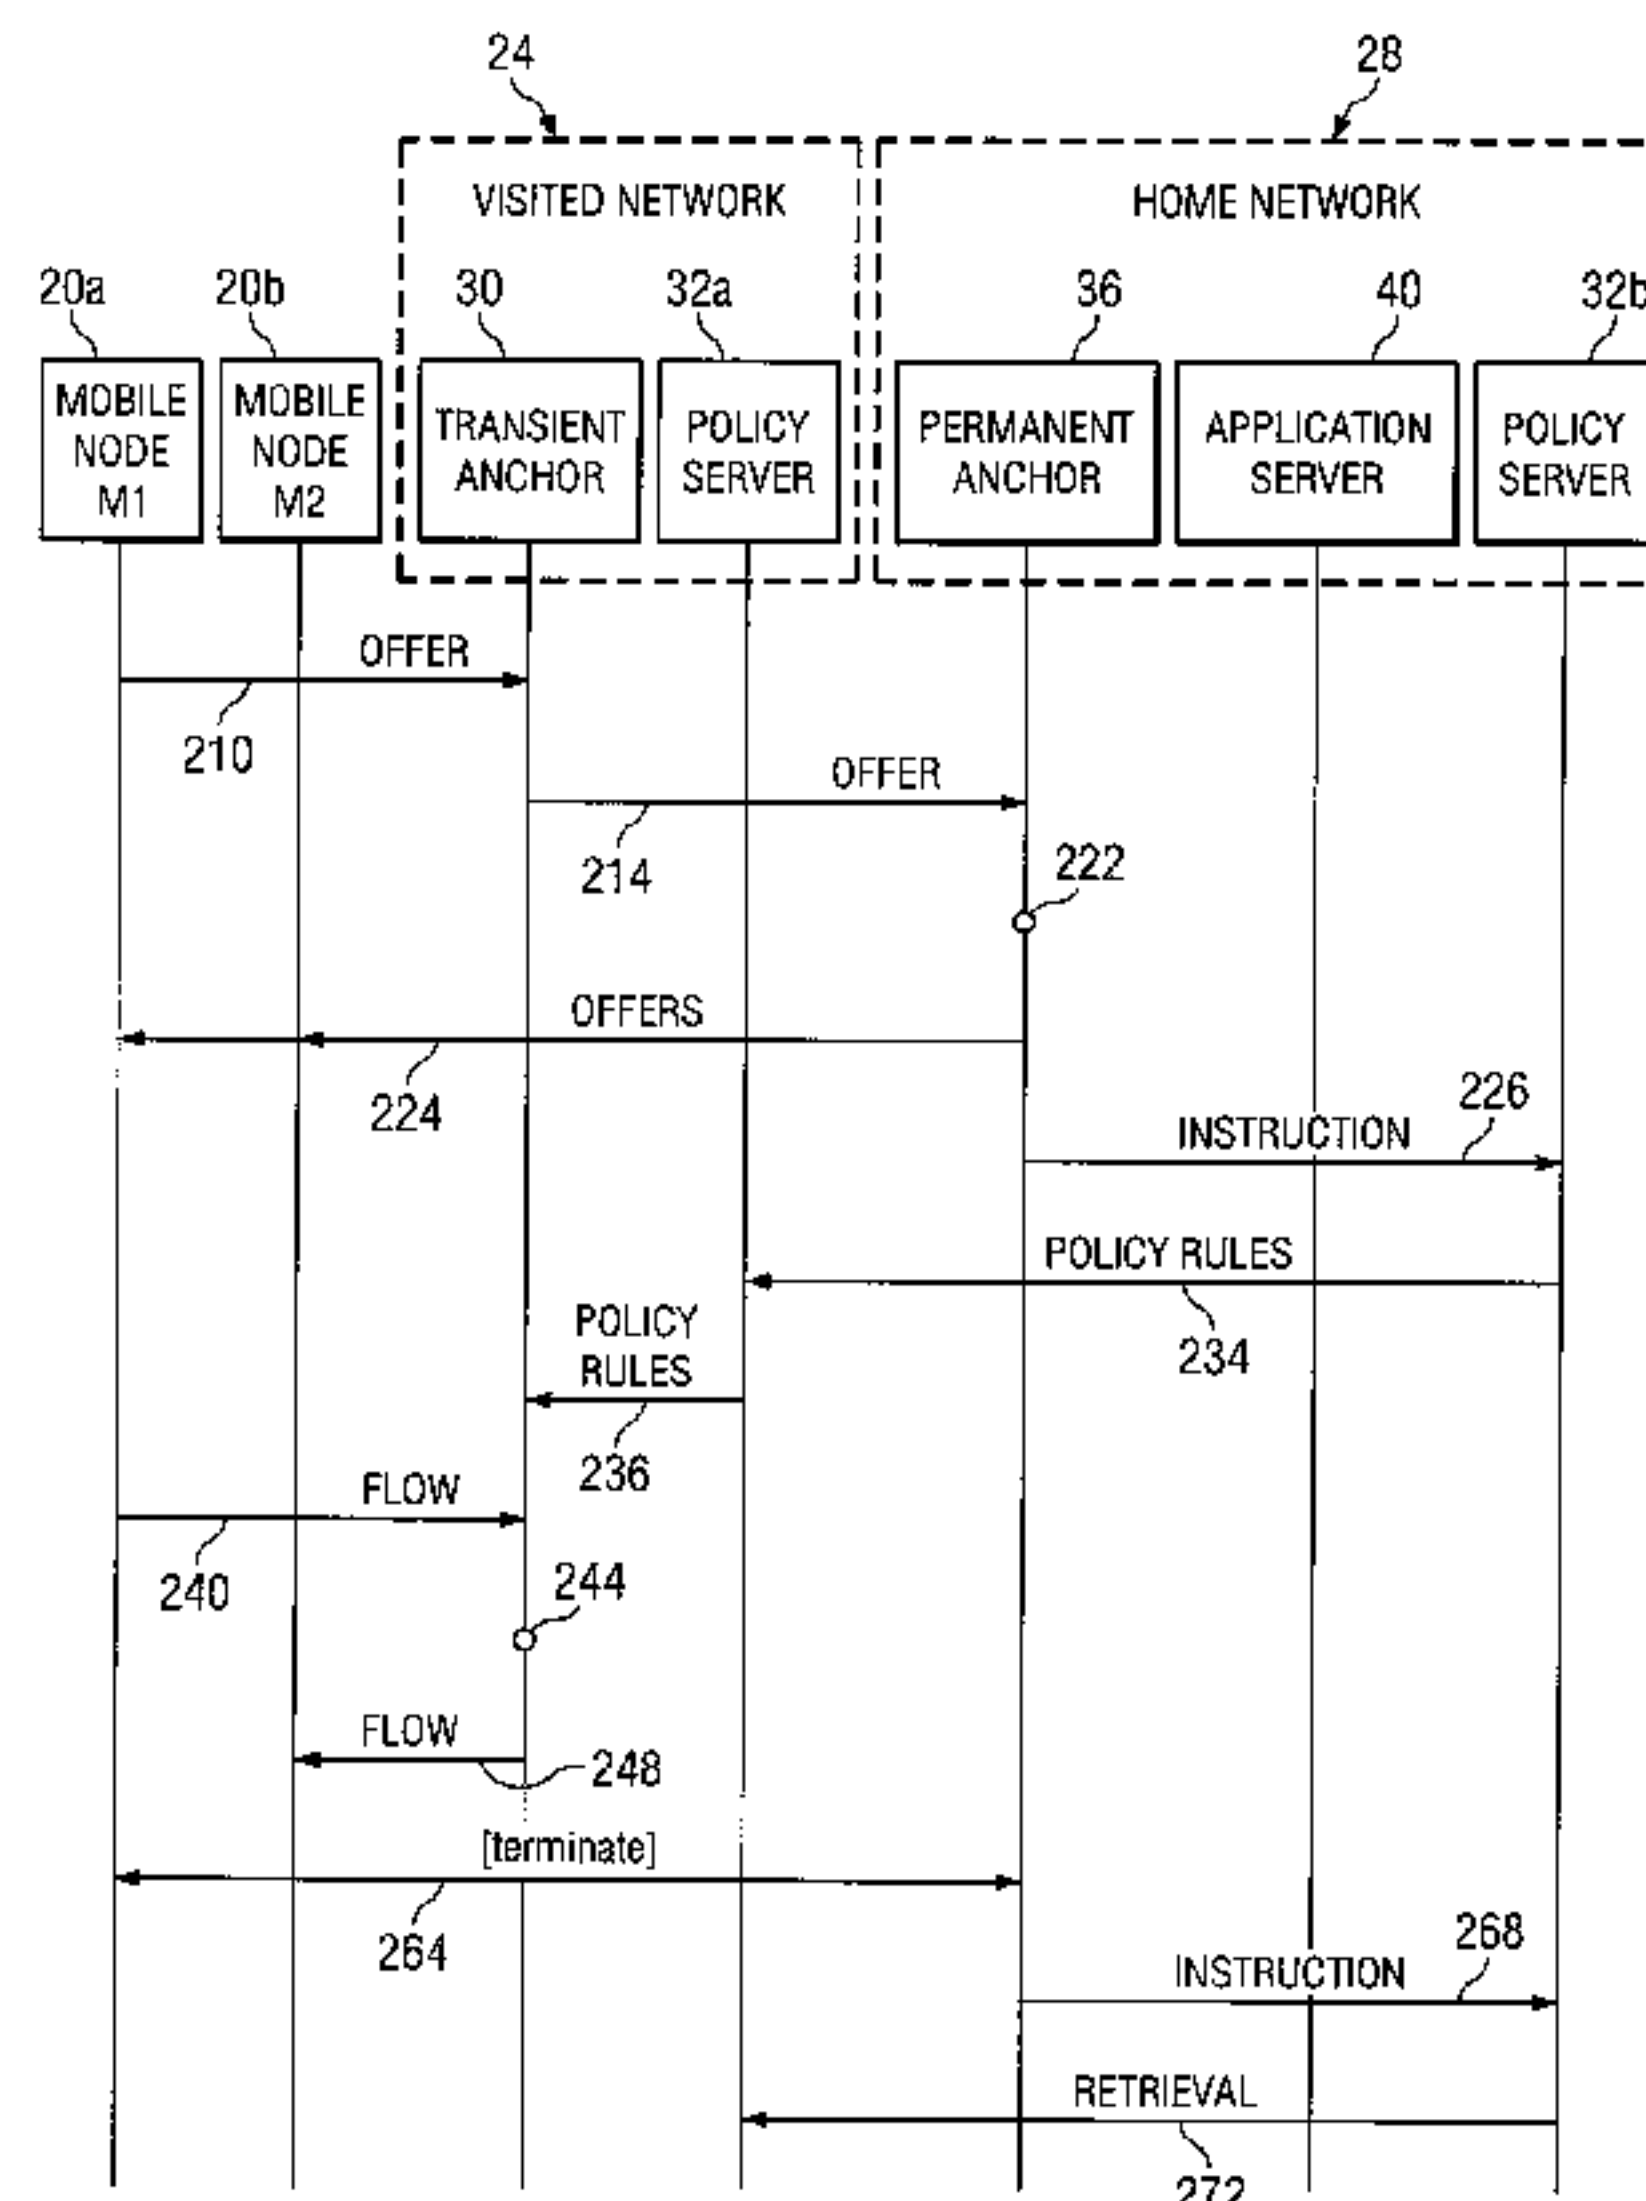 24
28
VISITED NETWORK
HOME NETWORK
20a
20b
30
32a
36
40
32b
MOBILE
NODE
M1
MOBILE
NODE
M2
TRANSIENT
ANCHOR
POLICY
SERVER
PERMANENT
ANCHOR
APPLICATION
SERVER
POLICY
SERVER
OFFER
210
OFFER
214
222
OFFERS
224
226
INSTRUCTION
POLICY RULES
234
POLICY
RULES
236
FLOW
240
244
FLOW
248
[terminate]
264
268
INSTRUCTION
RETRIEVAL
272